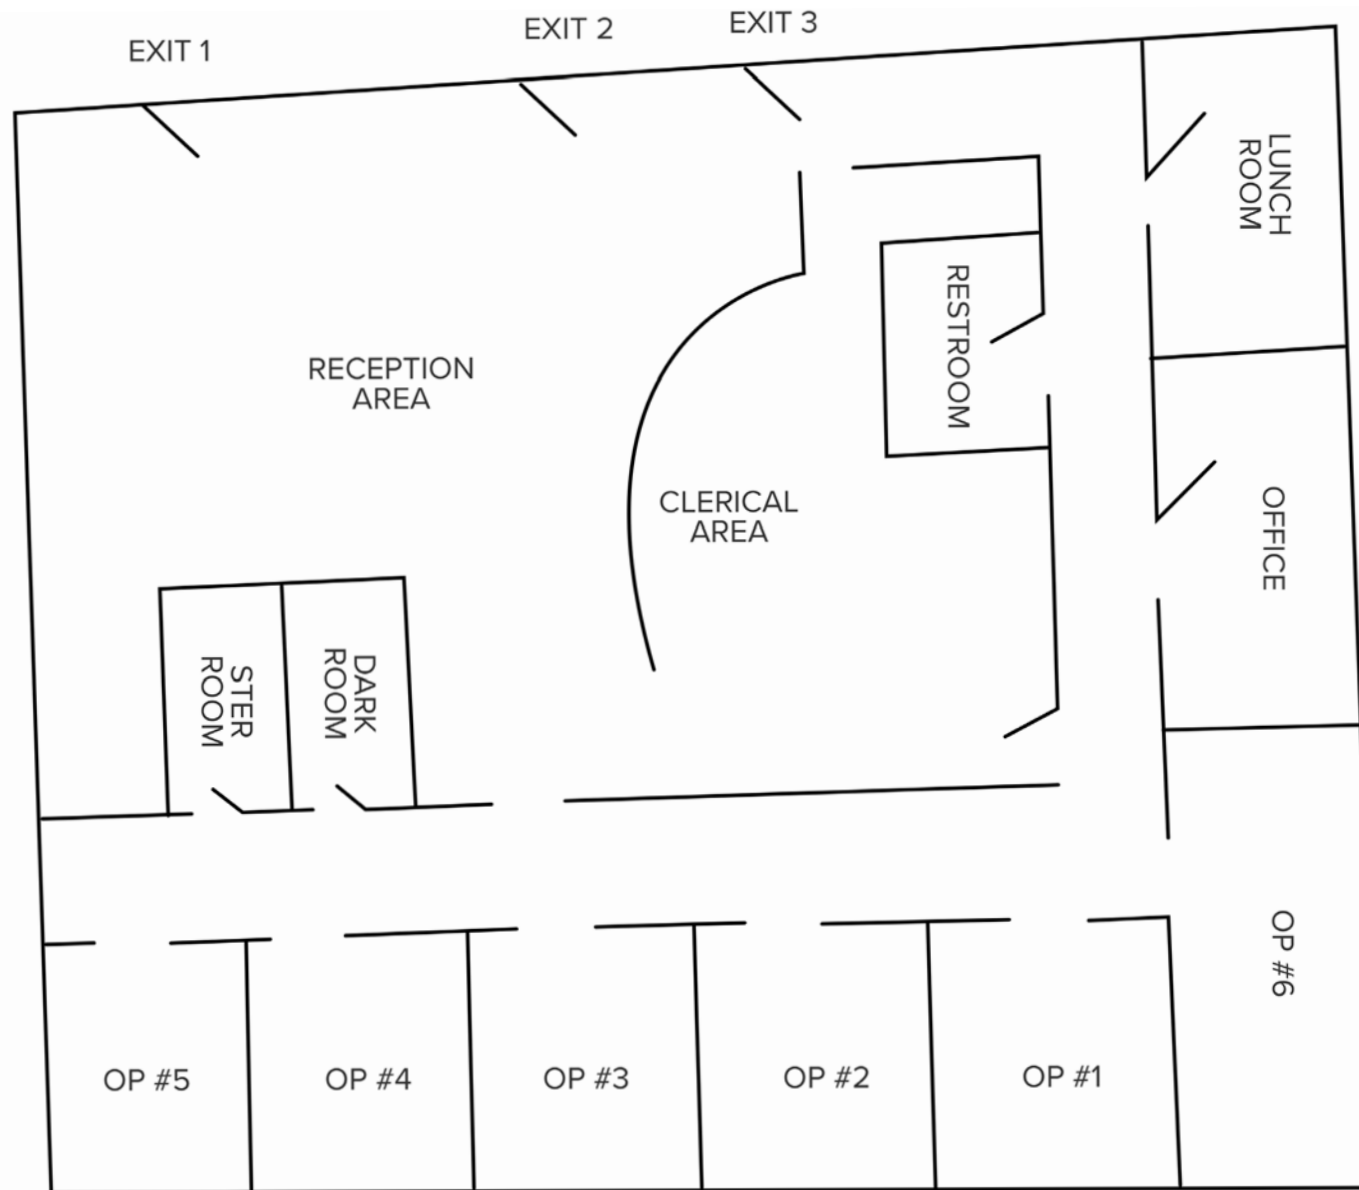 EXIT 1
EXIT 2
EXIT 3
LUNCH
ROOM
RESTROOM
RECEPTION
AREA
CLERICAL
AREA
OFFICE
STER
ROOM
DARK
ROOM
OP #6
OP #5
OP #4
OP #3
OP #2
OP #1